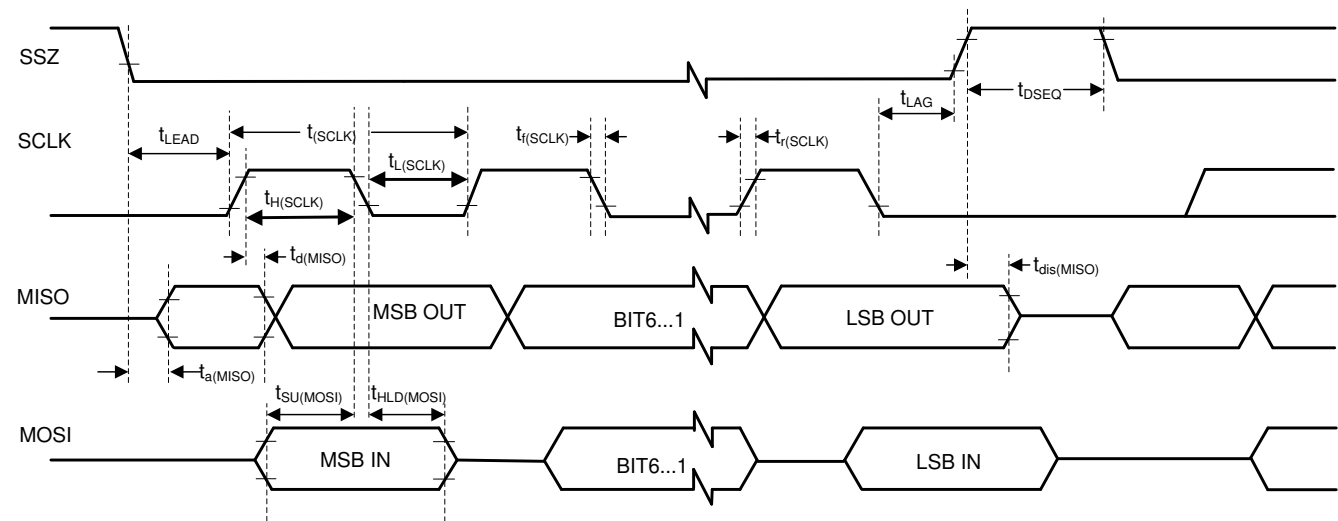 SSZ
tLAG
tDSEQ
SCLK
tLEAD
t(SCLK)
tf(SCLK)
tr(SCLK)
tL(SCLK)
tH(SCLK)
td(MISO)
tdis(MISO)
MISO
MSB OUT
BIT6...1
LSB OUT
ta(MISO)
tSU(MOSI)
tHLD(MOSI)
MOSI
MSB IN
BIT6...1
LSB IN